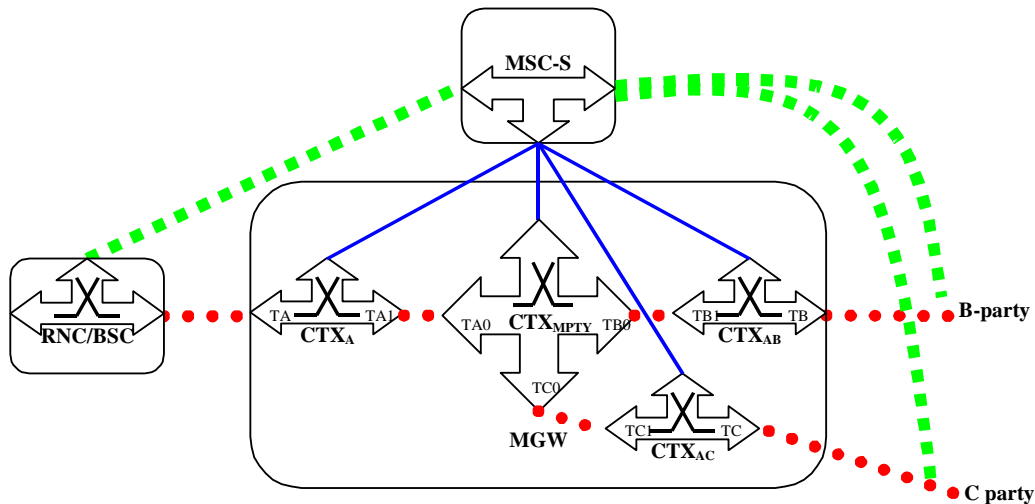 MSC-S
TA TA1
CTXA
RNC/BSC
TA0 CTXMPTY TB0
TB1 TB
CTXAB
B-party
TC0
MGW
TC1 TC
CTXAC
C party